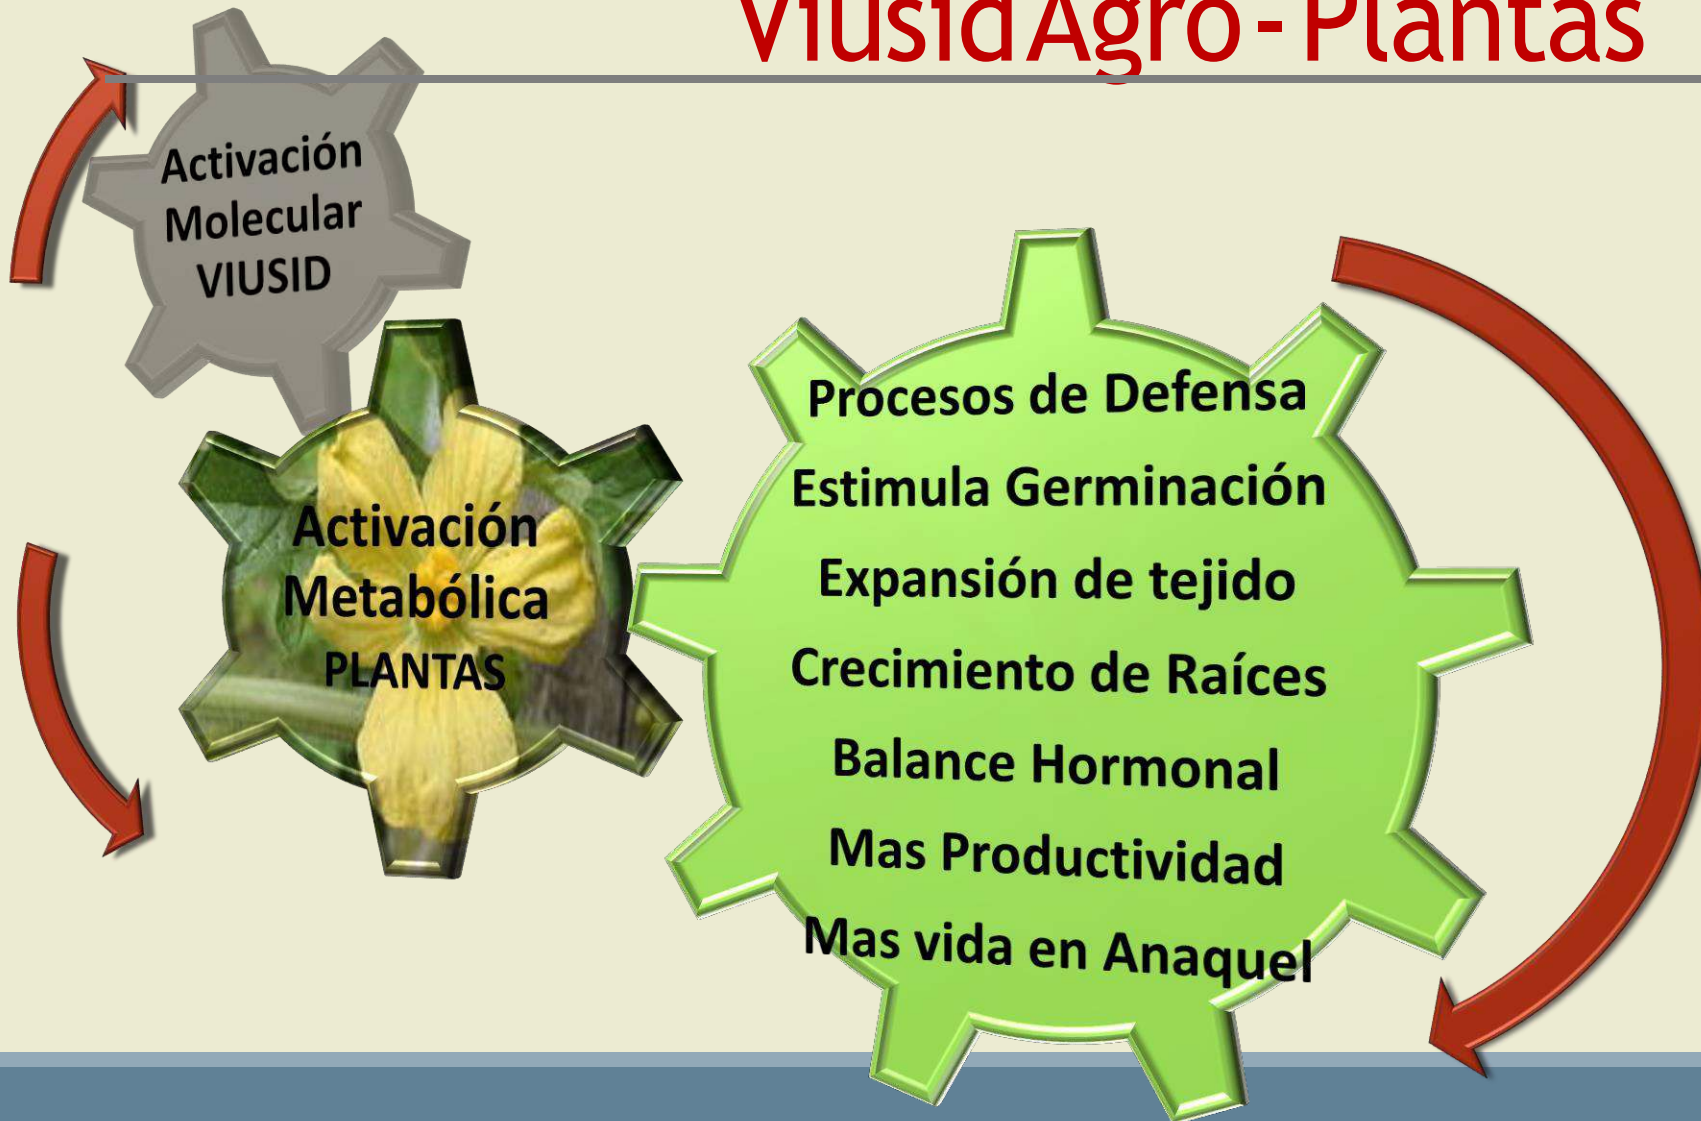 Viusid Agro - Plantas
Activación
Molecular
VIUSID
Activación
Metabólica
PLANTAS
Procesos de Defensa
Estimula Germinación
Expansión de tejido
Crecimiento de Raíces
Balance Hormonal
Mas Productividad
Mas vida en Anaquel